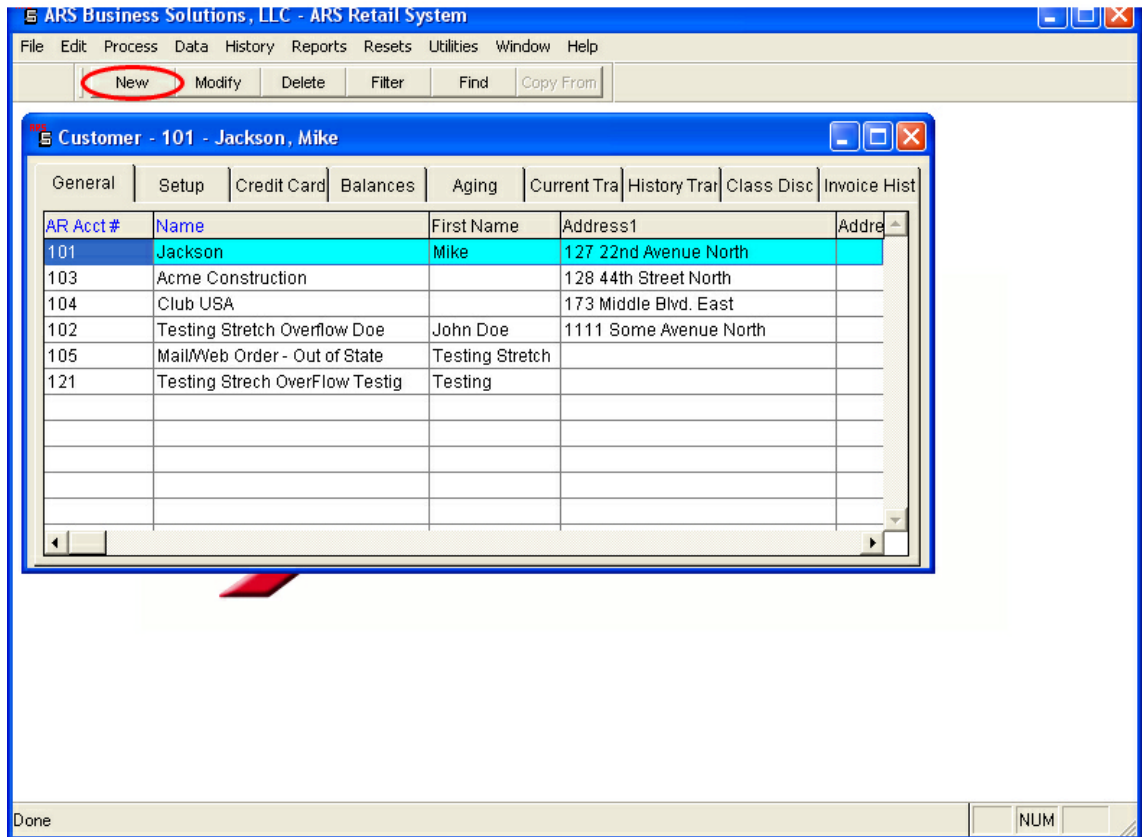 ARS Business Solutions, LLC - ARS Retail System
File Edit Process Data History Reports Resets Utilities Window Help
New Modify Delete Filter Find Copy From
Customer - 101 - Jackson, Mike
General Setup Credit Card Balances Aging Current Tra History Tran Class Disc Invoice Hist
AR Acct # Name First Name Address1 Addre
101 Jackson Mike 127 22nd Avenue North
103 Acme Construction 128 44th Street North
104 Club USA 173 Middle Blvd. East
102 Testing Stretch Overflow Doe John Doe 1111 Some Avenue North
105 Mail/Web Order - Out of State Testing Stretch
121 Testing Strech OverFlow Testig Testing
Done NUM